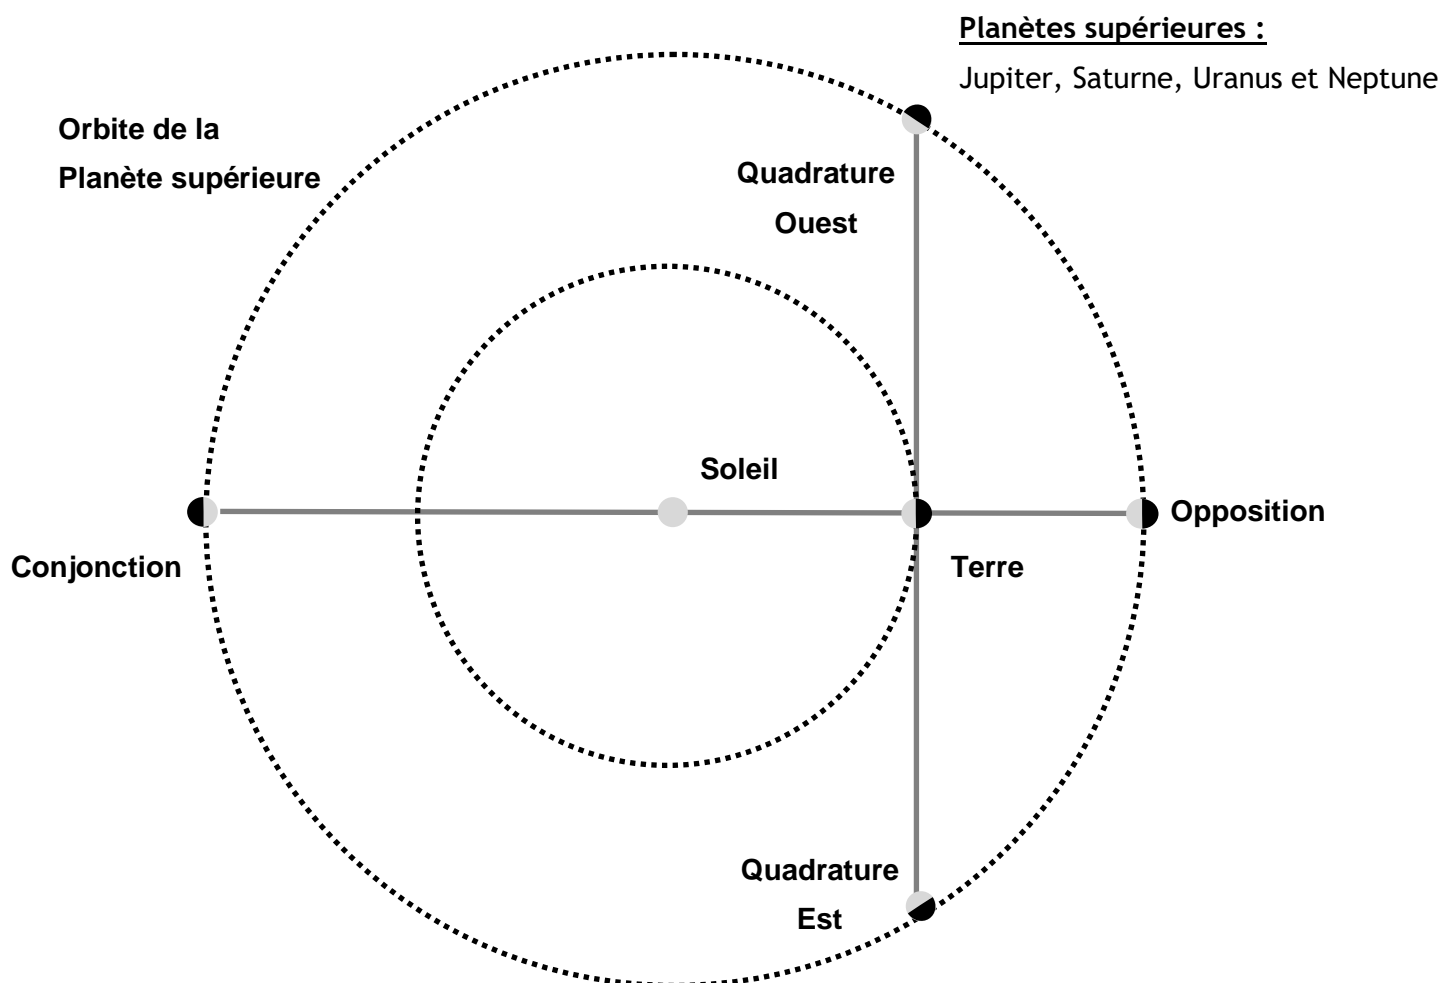 Planètes supérieures :
Jupiter, Saturne, Uranus et Neptune
Orbite de la
Planète supérieure
Quadrature
Ouest
Soleil
Opposition
Conjonction
Terre
Quadrature
Est